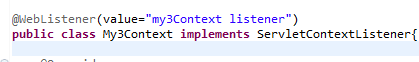 @WebListener(value="my3Context listener")
public class My3Context implements ServletContextListener{